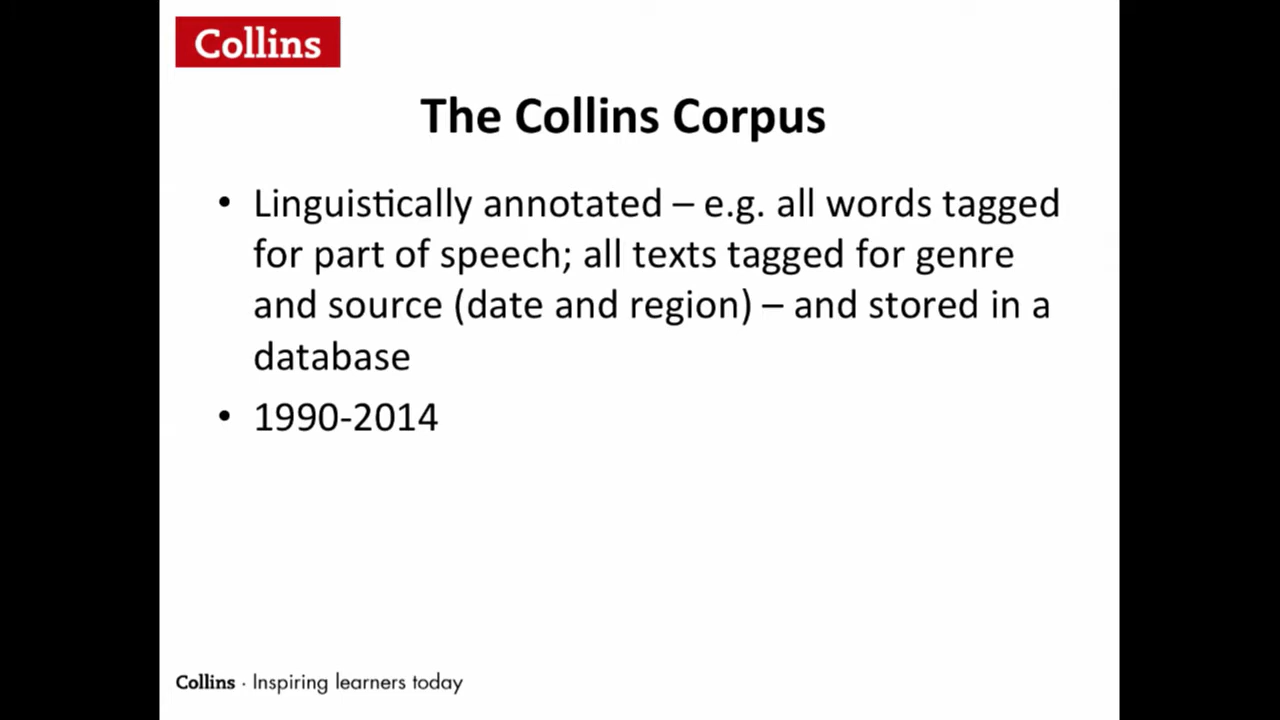 Collins
The Collins Corpus
• Linguistically annotated – e.g. all words tagged
for part of speech; all texts tagged for genre
and source (date and region) – and stored in a
database
• 1990-2014
Collins · Inspiring learners today